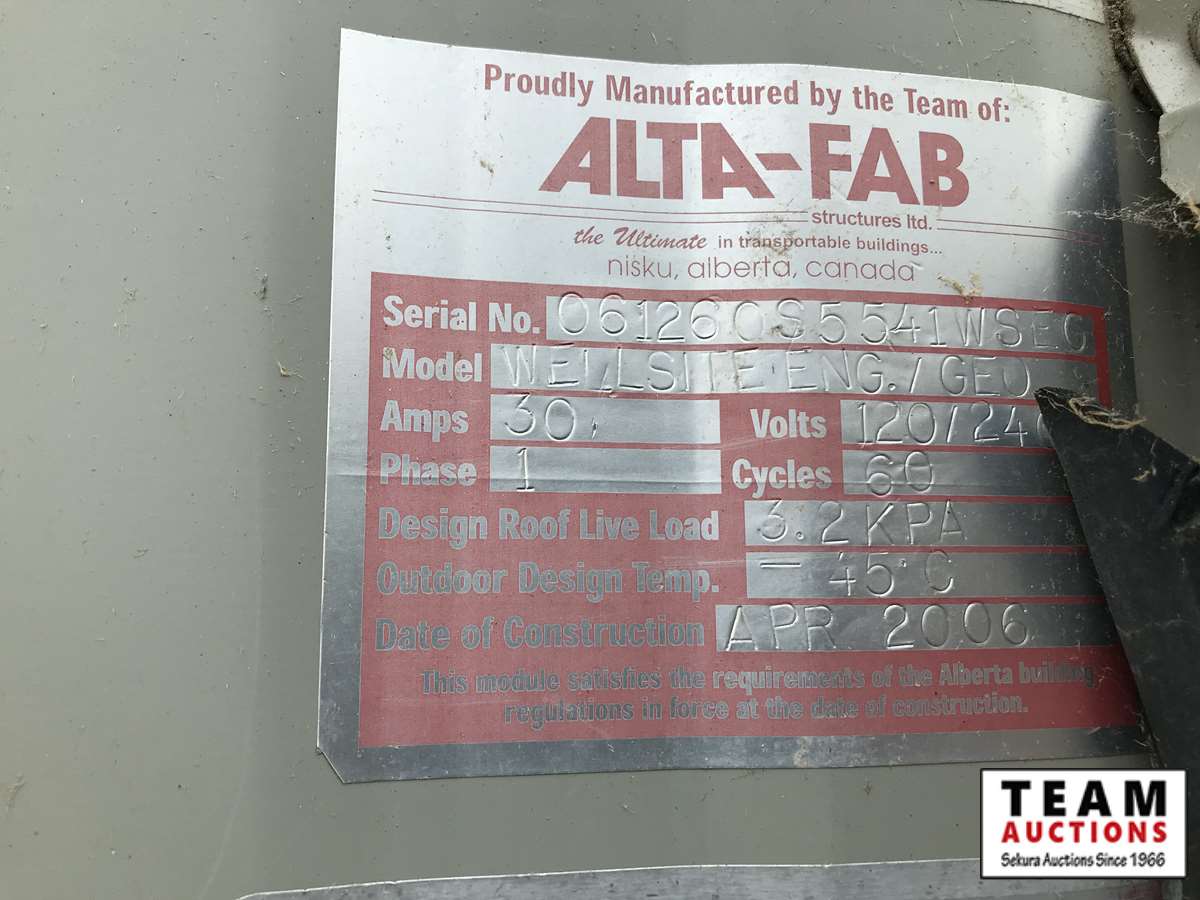 Proudly Manufactured by the Team of:
ALTA-FAB
structures ltd.
the Ultimate in transportable buildings...
nisku, alberta, canada
Serial No. 061260S5541WSEG
Model WELLSITE ENG./GEO
Amps 30 Volts 120/24
Phase 1 Cycles 60
Design Roof Live Load 3.2 KPA
Outdoor Design Temp. - 45°C
Date of Construction APR 2006
This module satisfies the requirements of the Alberta building
regulations in force at the date of construction.
TEAM
AUCTIONS
Sekura Auctions Since 1966